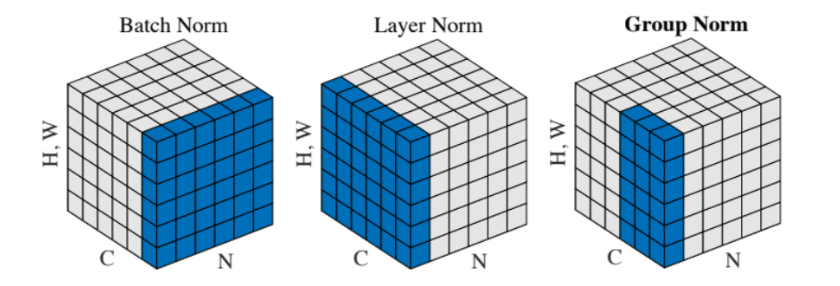 Batch Norm
Layer Norm
Group Norm
H, W
C
N
H, W
C
N
H, W
C
N